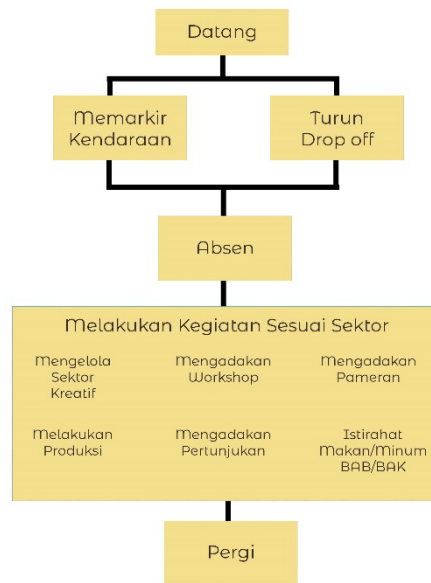 Datang
Memarkir
Kendaraan
Turun
Drop off
Absen
Melakukan Kegiatan Sesuai Sektor
Mengelola
Sektor
Kreatif
Mengadakan
Workshop
Mengadakan
Pameran
Melakukan
Produksi
Mengadakan
Pertunjukan
Istirahat
Makan/Minum
BAB/BAK
Pergi